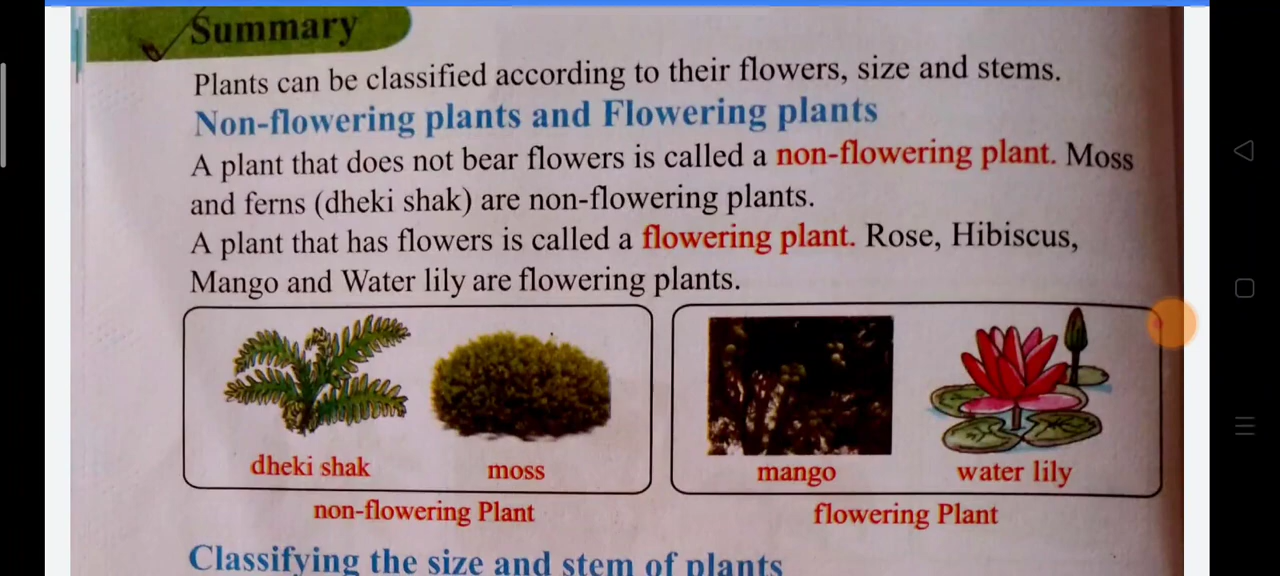 Summary
Plants can be classified according to their flowers, size and stems.
Non-flowering plants and Flowering plants
A plant that does not bear flowers is called a non-flowering plant. Moss
and ferns (dheki shak) are non-flowering plants.
A plant that has flowers is called a flowering plant. Rose, Hibiscus,
Mango and Water lily are flowering plants.
dheki shak moss
non-flowering Plant
mango water lily
flowering Plant
Classifying the size and stem of plants